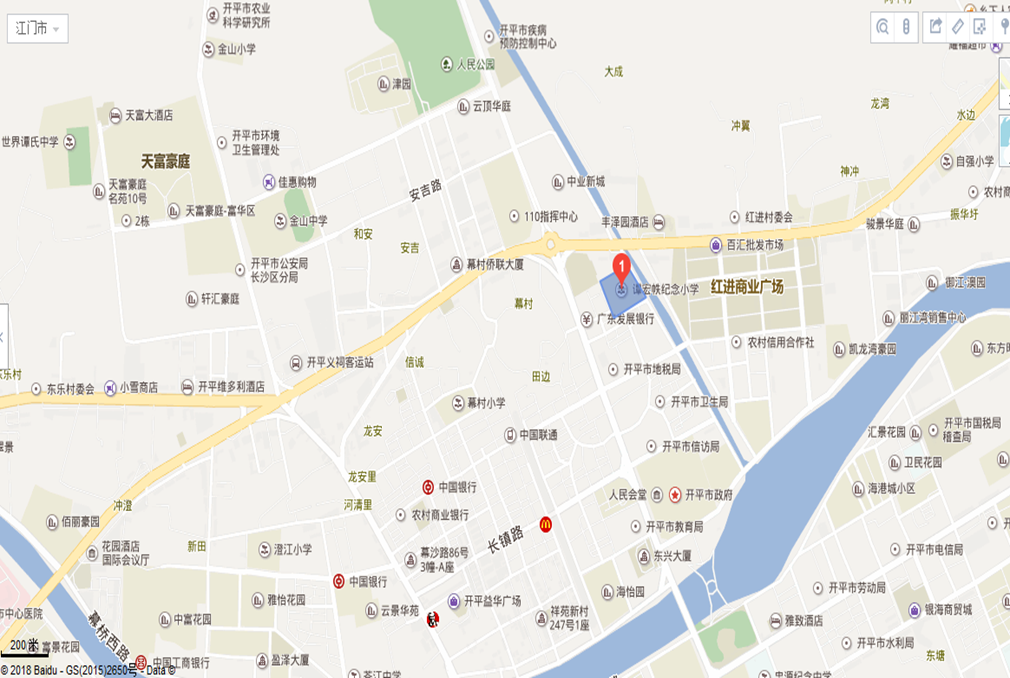 江门市
开平市农业
科学研究所
开平市疾病
预防控制中心
金山小学
人民公园
大成
津园
云顶华庭
龙湾
水边
天富大酒店
冲翼
开平市环境
卫生管理处
世界谭氏中学
自强小学
天富豪庭
神冲
佳惠购物
中业新城
安吉路
天富豪庭
名苑10号
农村商
天富豪庭-富华区
2栋
金山中学
110指挥中心
丰泽园酒店
红进村委会
振华圩
骏景华庭
和安
安吉
百汇批发市场
幕村侨联大厦
开平市公安局
长沙区分局
1
谭宏帙纪念小学
红进商业广场
御江·澳园
轩汇豪庭
幕村
广东发展银行
丽江湾销售中心
农村信用合作社
凯龙湾豪园
东方明
开平义祠客运站
信诚
开平市地税局
东乐村
田边
东乐村委会
小雪商店
开平维多利酒店
幕村小学
开平市卫生局
龙安
中国联通
汇景花园
开平市国税局
稽查局
开平市信访局
卫民花园
龙安里
中国银行
人民会堂
开平市政府
海港城小区
冲澄
河清里
农村商业银行
佰丽豪园
开平市教育局
长镇路
花园酒店
国际会议厅
新田
澄江小学
幕沙路86号
3幢-A座
东兴大厦
开平市电信局
中国银行
开平市劳动局
海怡园
雅怡花园
云景华苑
开平益华广场
银海商贸城
市中心医院
中富花园
祥苑新村
247号1座
雅致酒店
幕桥西路
开平市水利局
200 米
富景花园
东塘
中国工商银行
盈泽大厦
© 2018 Baidu - GS(2015)2650号 - Data ©